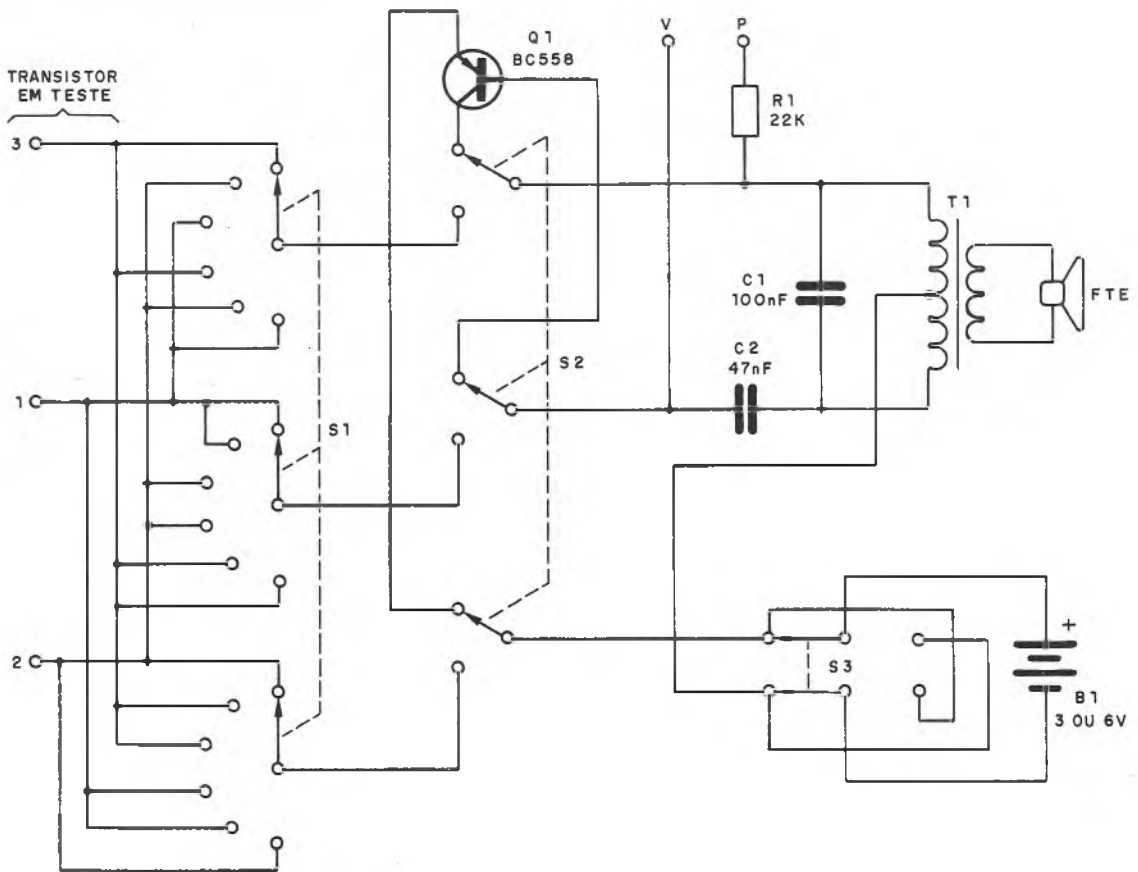 TRANSISTOR
EM TESTE
3
1
2
Q1
BC558
V
P
R1
22K
T1
C1
100nF
FTE
C2
47nF
S1
S2
S3
+
B1
3 OU 6V